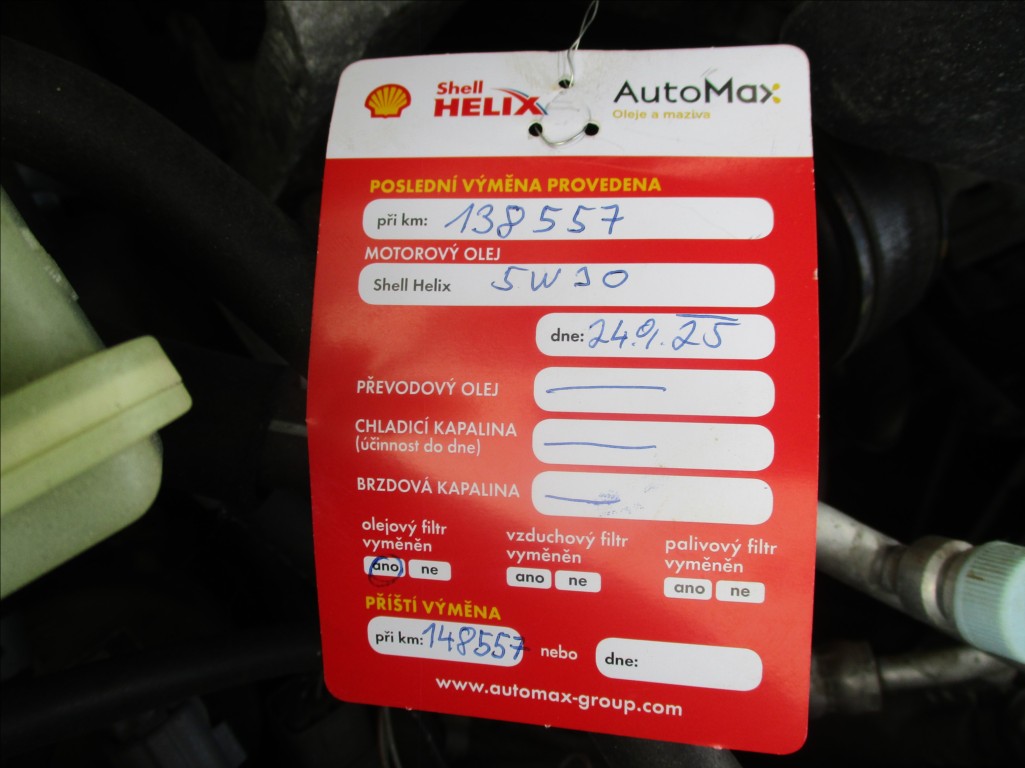 Shell HELIX AutoMax
Oleje a maziva
POSLEDNÍ VÝMĚNA PROVEDENA
při km: 138557
MOTOROVÝ OLEJ
Shell Helix 5W30
dne: 24.9.25
PŘEVODOVÝ OLEJ
CHLADICÍ KAPALINA
(účinnost do dne)
BRZDOVÁ KAPALINA
olejový filtr vyměněn
ano ne
vzduchový filtr vyměněn
ano ne
palivový filtr vyměněn
ano ne
PŘÍŠTÍ VÝMĚNA
při km: 148557 nebo dne:
www.automax-group.com